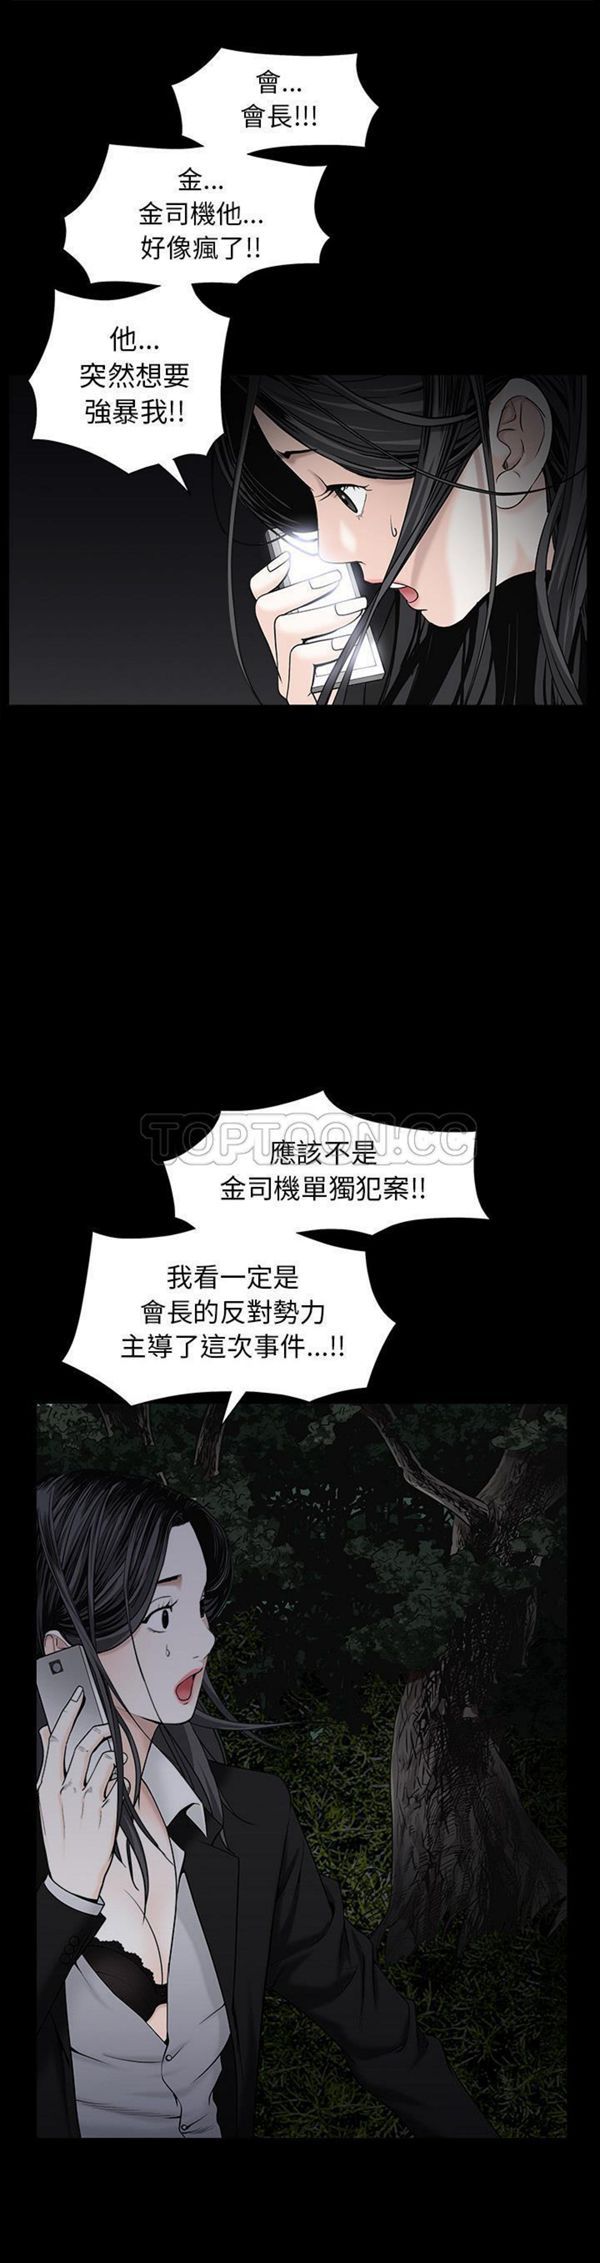 會...
會長!!!
金...
金司機他...
好像瘋了!!
他...
突然想要
強暴我!!
TOPTOON.CC
應該不是
金司機單獨犯案!!
我看一定是
會長的反對勢力
主導了這次事件...!!